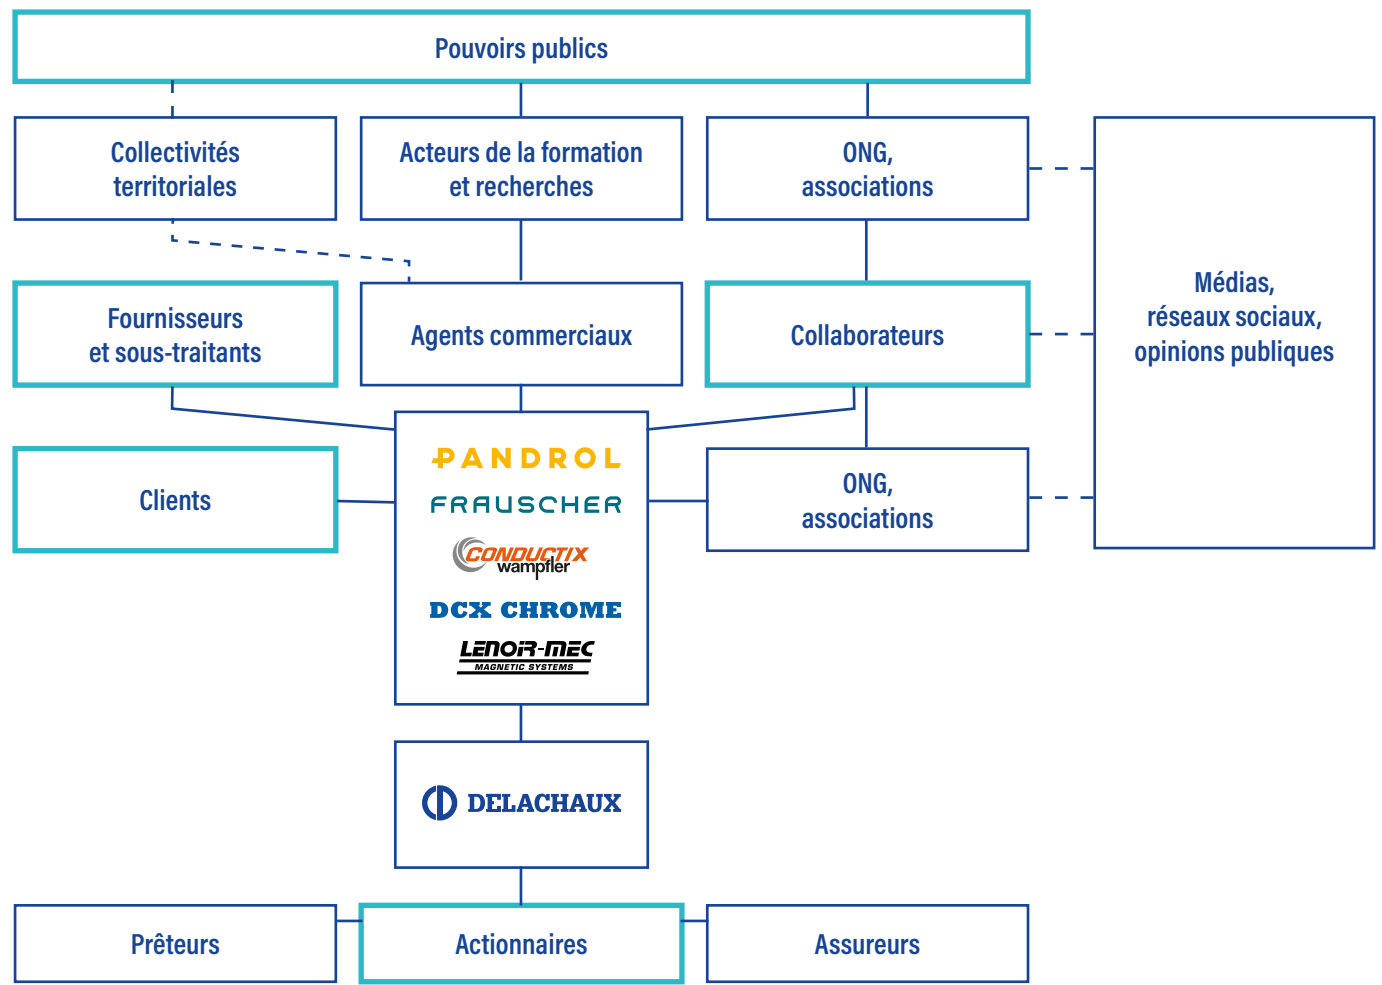 Pouvoirs publics
Collectivités
territoriales
Acteurs de la formation
et recherches
ONG,
associations
Médias,
réseaux sociaux,
opinions publiques
Fournisseurs
et sous-traitants
Agents commerciaux
Collaborateurs
Clients
PANDROL
FRAUSCHER
CONDUCTIX
wampfler
DCX CHROME
LENOIR-MEC
MAGNETIC SYSTEMS
ONG,
associations
DELACHAUX
Prêteurs
Actionnaires
Assureurs